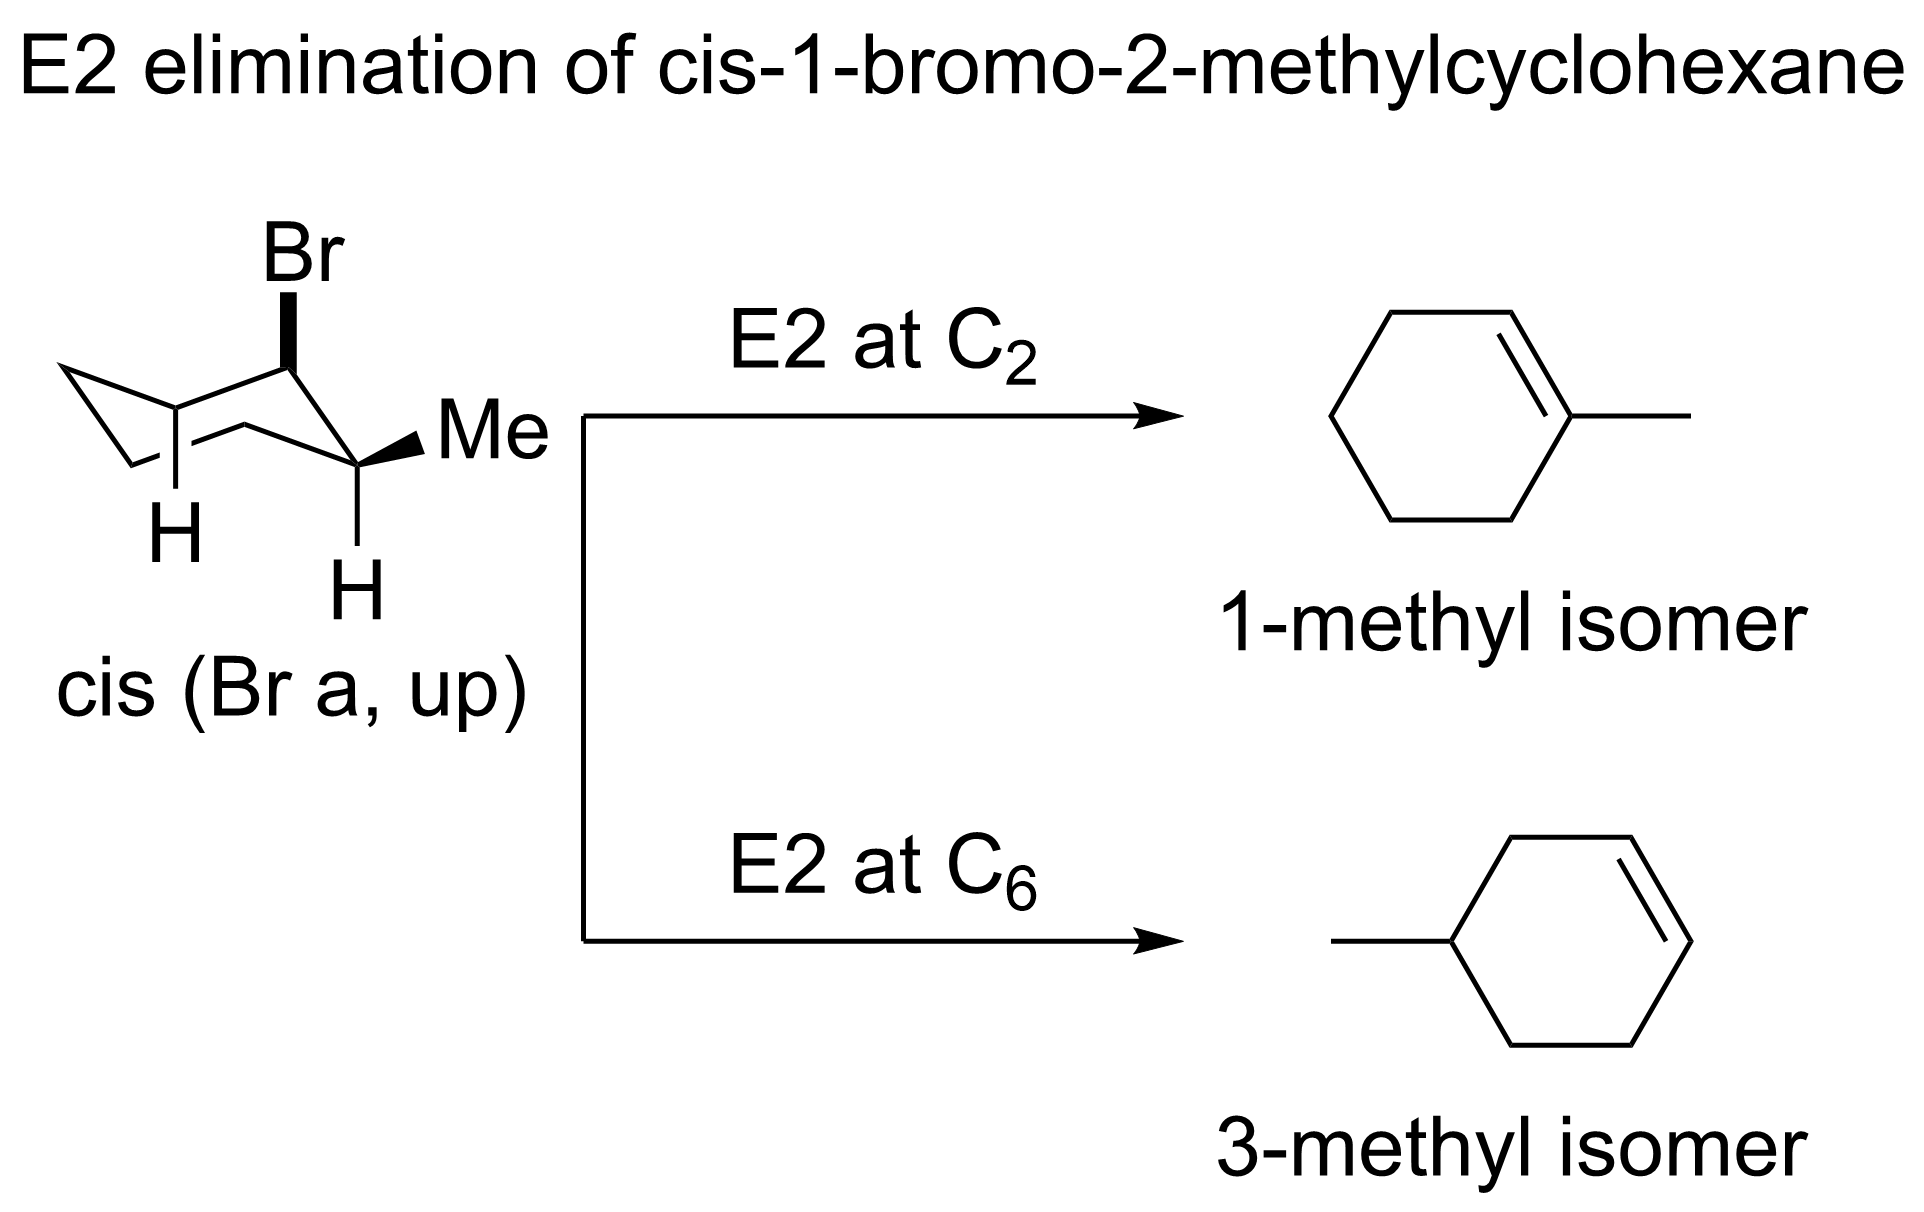 E2 elimination of cis-1-bromo-2-methylcyclohexane
Br
Me
H
H
cis (Br a, up)
E2 at C₂
1-methyl isomer
E2 at C₆
3-methyl isomer